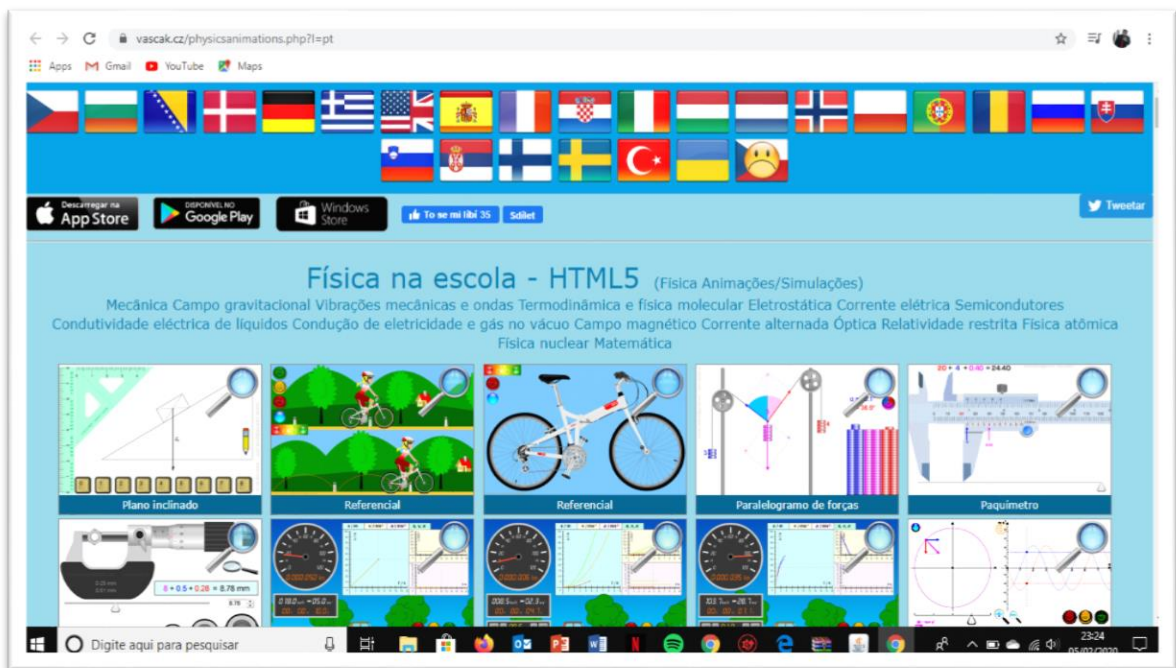 vascak.cz/physicsanimations.php?l=pt
Apps Gmail YouTube Maps
Descarregar na
App Store
DISPONÍVEL NO
Google Play
Windows
Store
To se mi líbí 35
Sdílet
Tweetar
Física na escola - HTML5 (Física Animações/Simulações)
Mecânica Campo gravitacional Vibrações mecânicas e ondas Termodinâmica e física molecular Eletrostática Corrente elétrica Semicondutores
Condutividade eléctrica de líquidos Condução de eletricidade e gás no vácuo Campo magnético Corrente alternada Óptica Relatividade restrita Física atômica
Física nuclear Matemática
20 + 4 + 0.40 = 24.40
Plano inclinado
Referencial
Referencial
Paralelogramo de forças
Paquímetro
8 + 0.5 + 0.28 = 8.78 mm
Digite aqui para pesquisar
23:24
05/02/2020